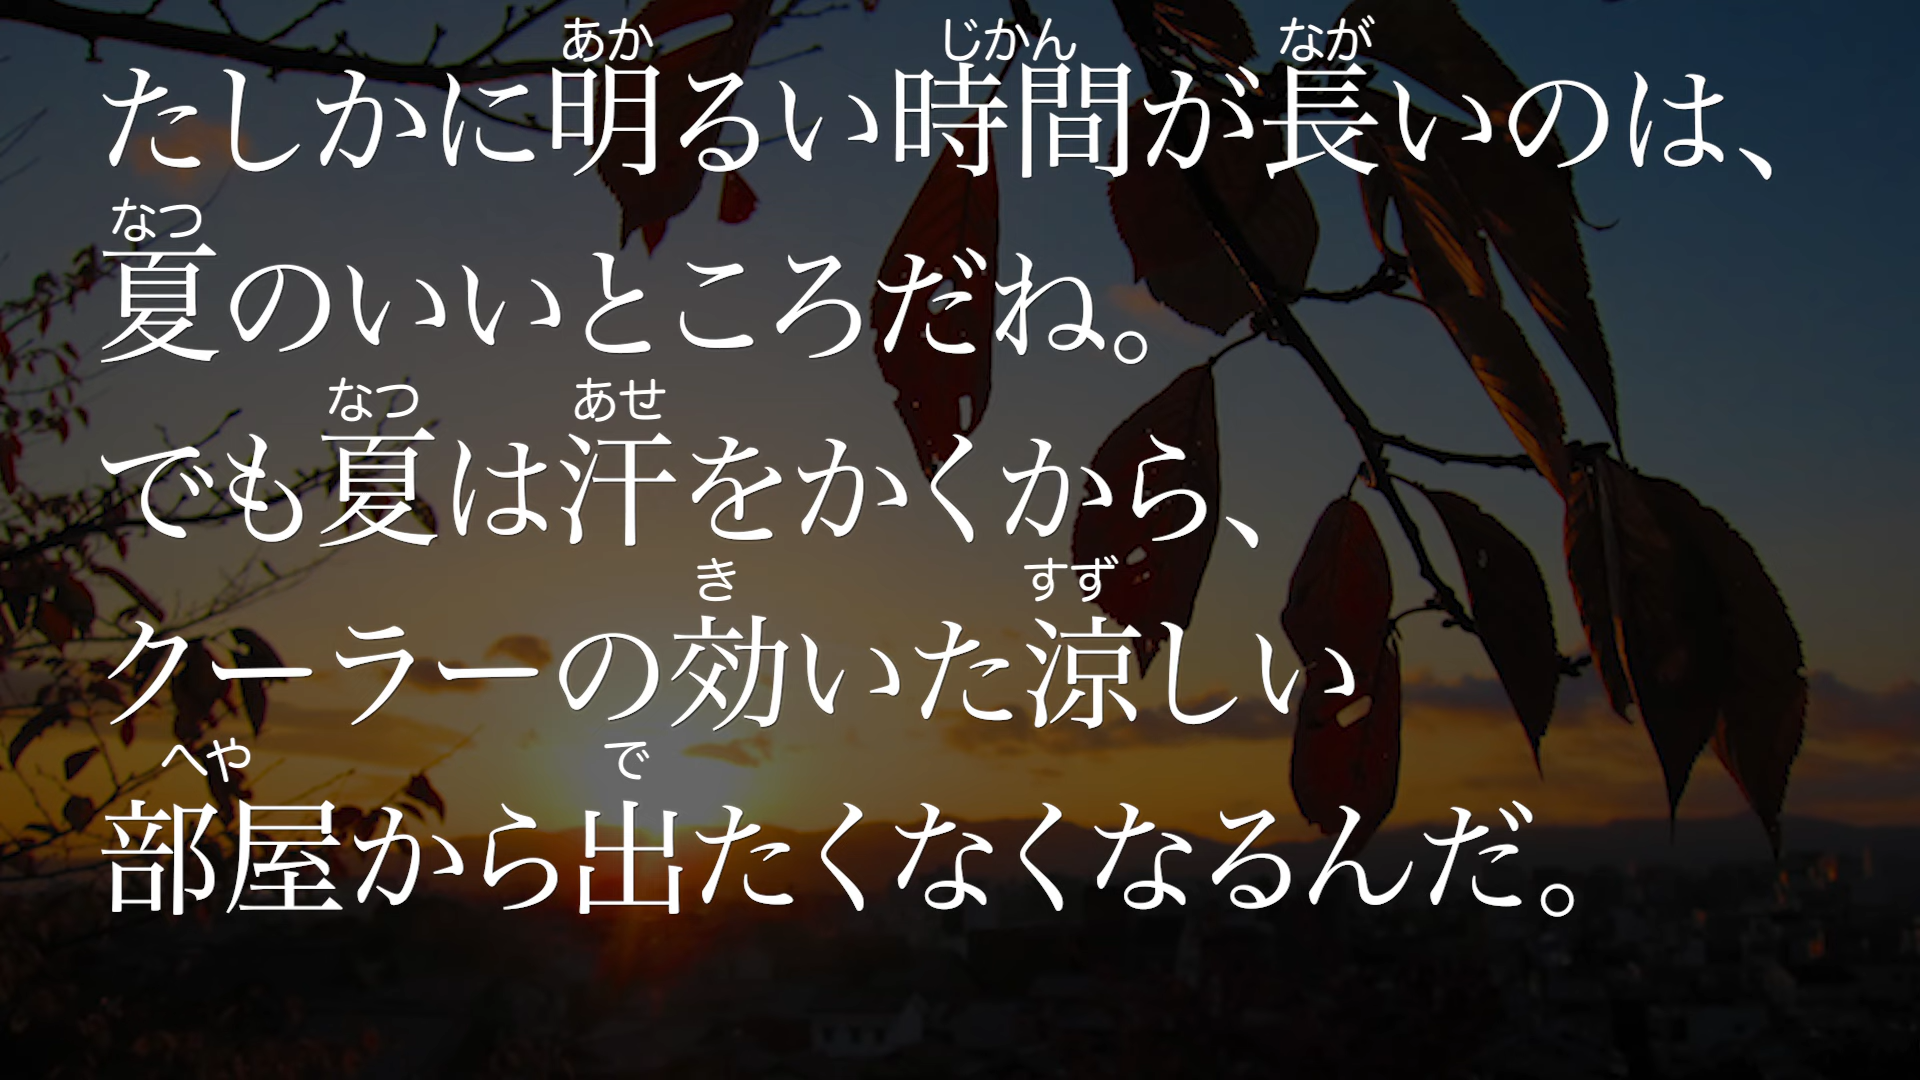 たしかに明るい時間が長いのは、
夏のいいところだね。
でも夏は汗をかくから、
クーラーの効いた涼しい
部屋から出たくなくなるんだ。